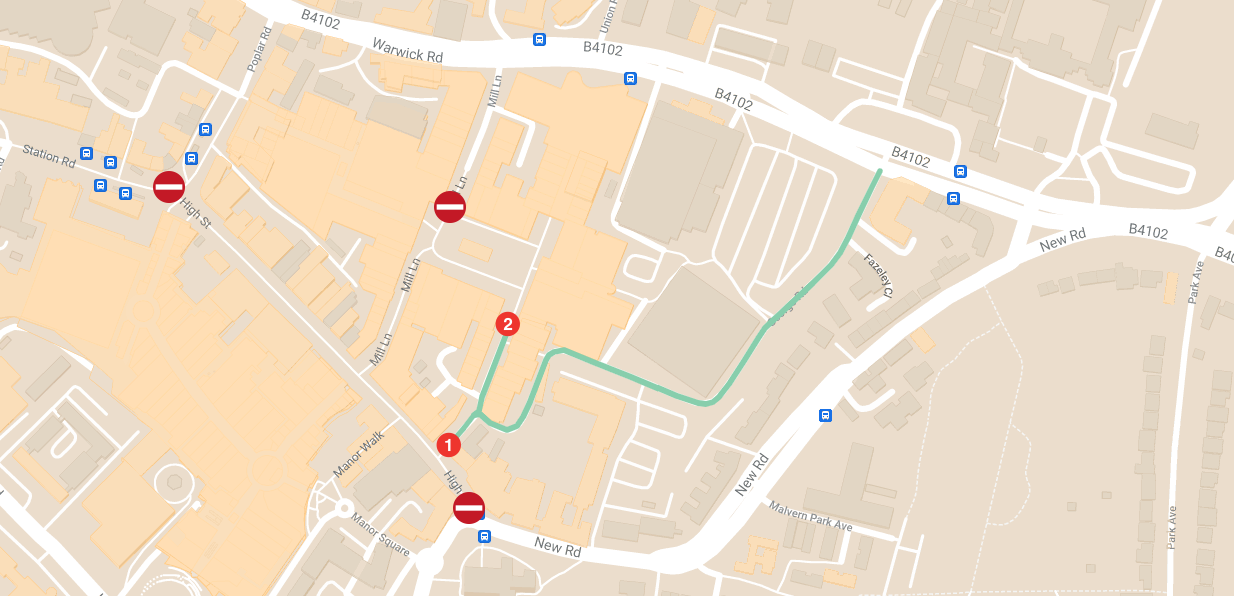 B4102
Warwick Rd
Poplar Rd
Mill Ln
B4102
B4102
B4102
Station Rd
High St
Ln
Mill Ln
Mill Ln
New Rd
B4102
Park Ave
Fazeley Cl
2
1
Manor Walk
High
Manor Square
New Rd
New Rd
Malvern Park Ave
Park Ave